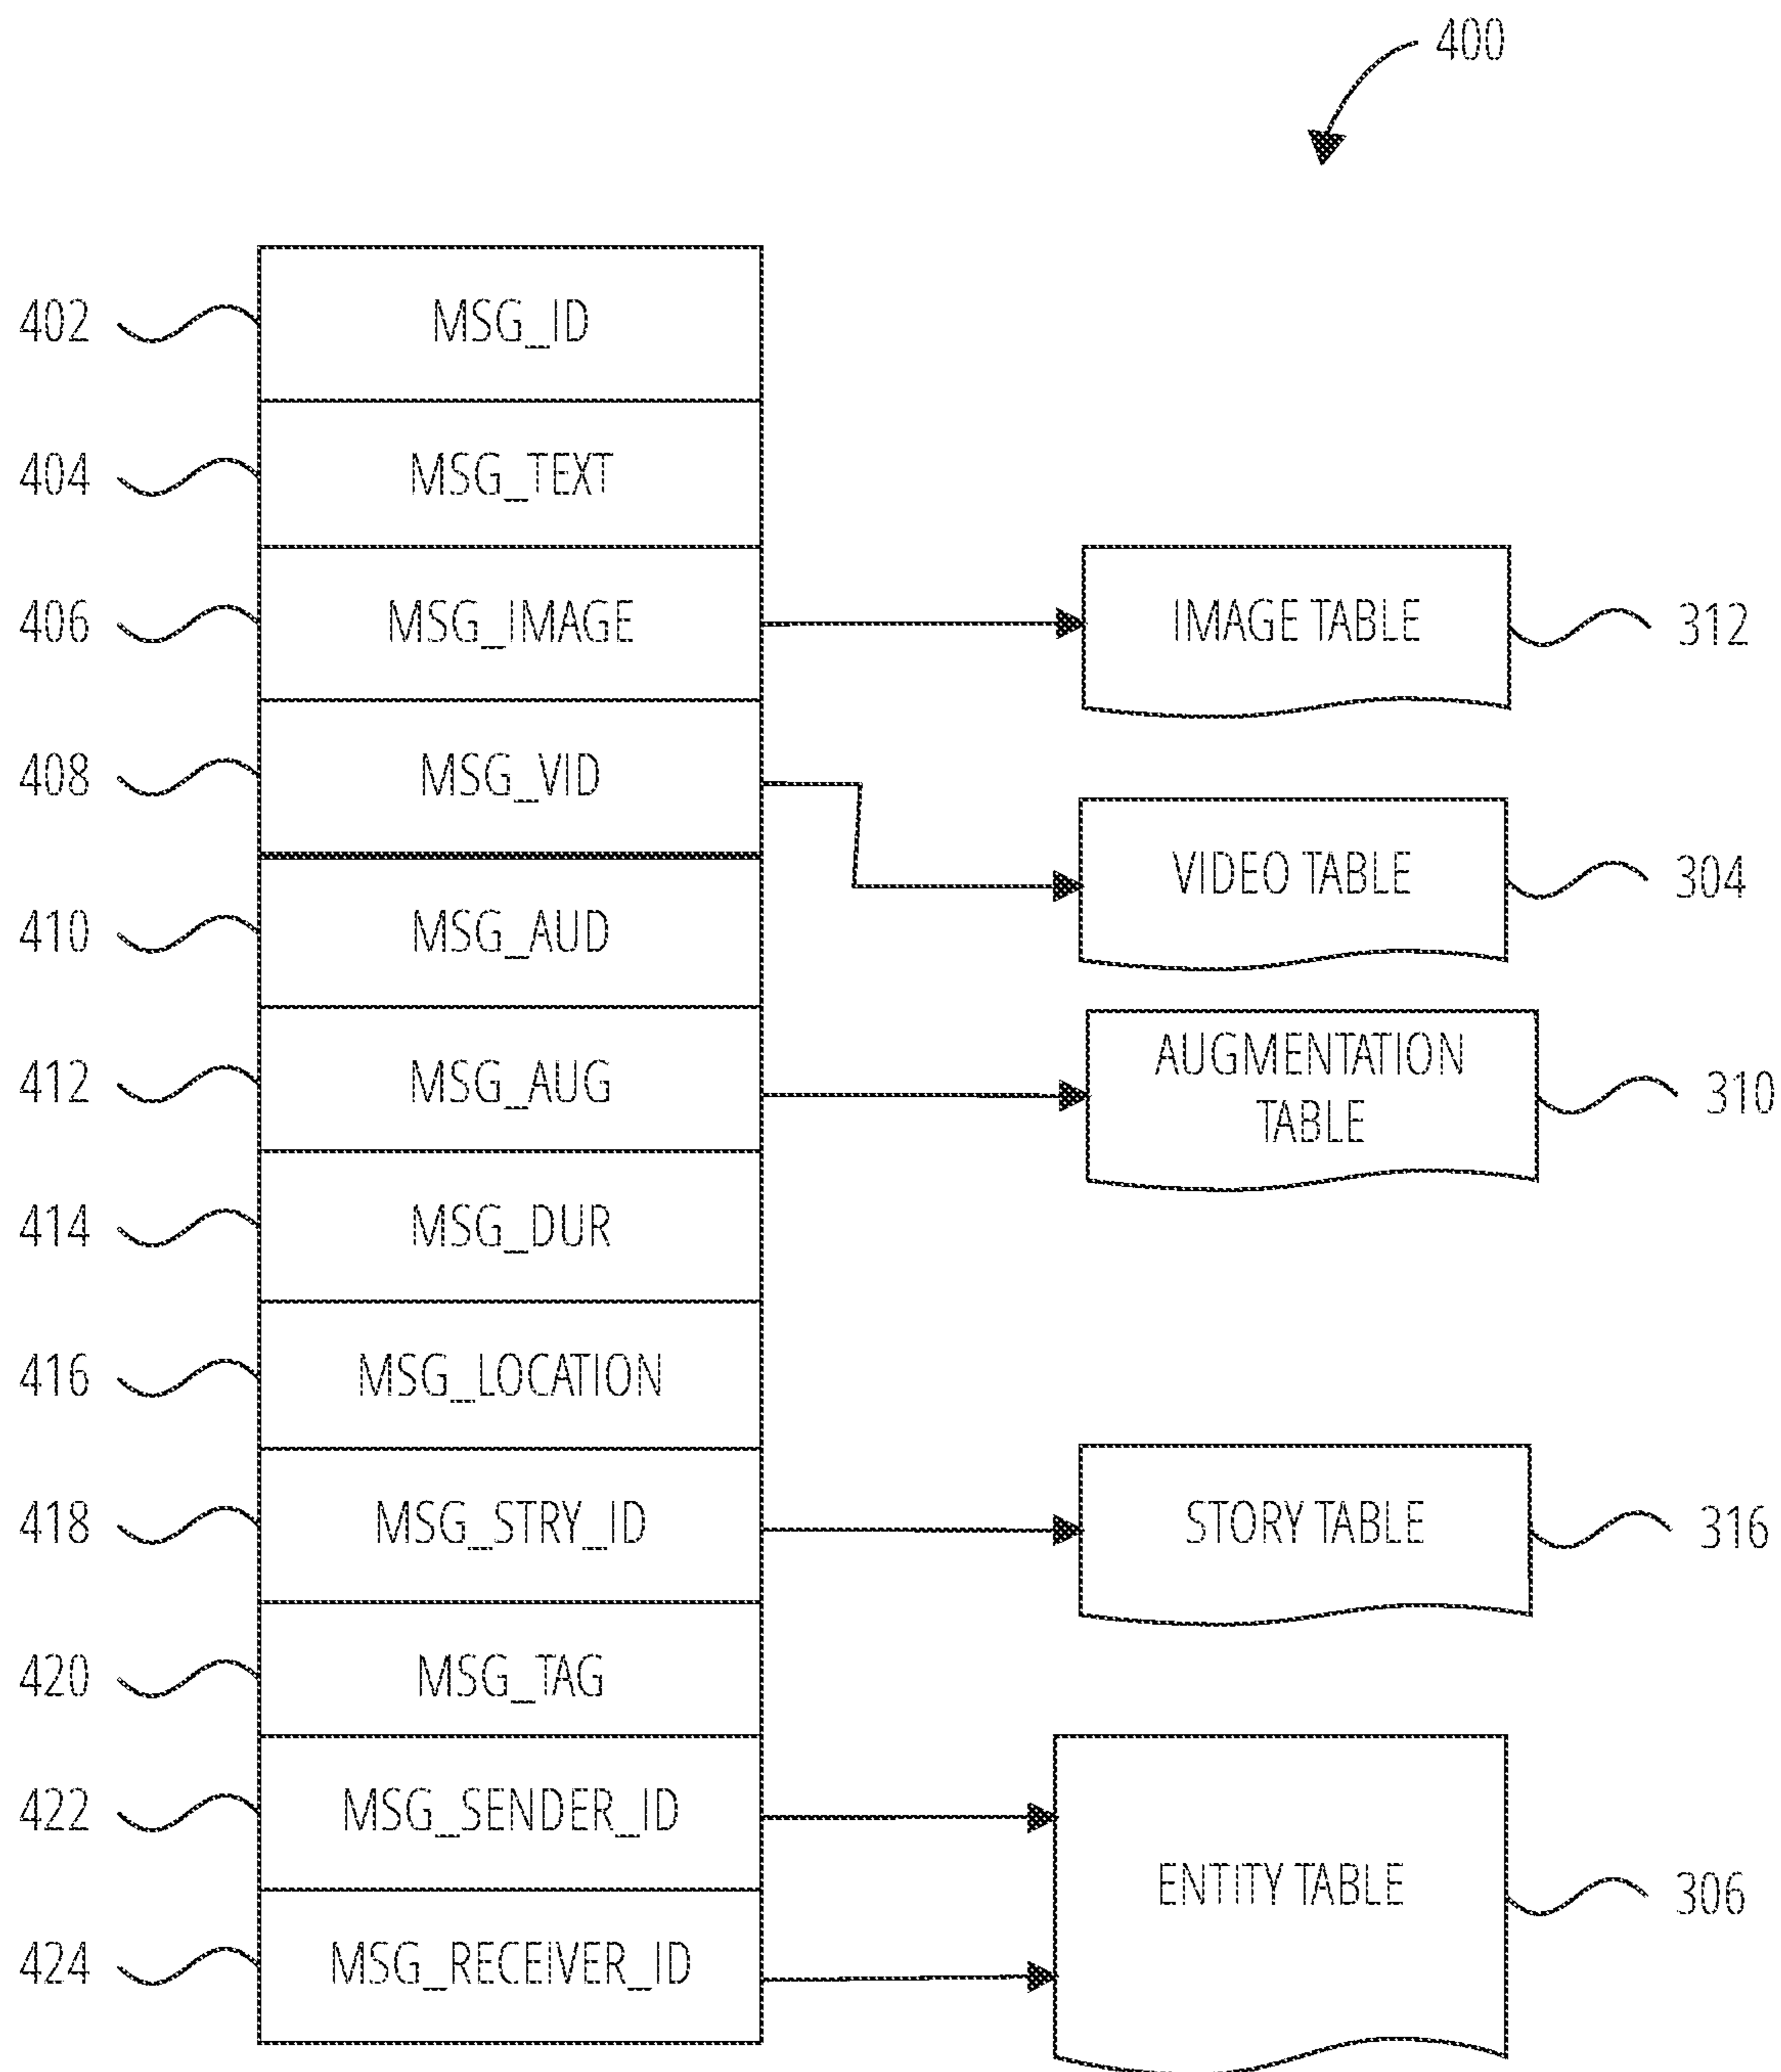 400
402 MSG_ID
404 MSG_TEXT
406 MSG_IMAGE IMAGE TABLE 312
408 MSG_VID
VIDEO TABLE 304
410 MSG_AUD
412 MSG_AUG AUGMENTATION TABLE 310
414 MSG_DUR
416 MSG_LOCATION
418 MSG_STRY_ID STORY TABLE 316
420 MSG_TAG
422 MSG_SENDER_ID
ENTITY TABLE 306
424 MSG_RECEIVER_ID